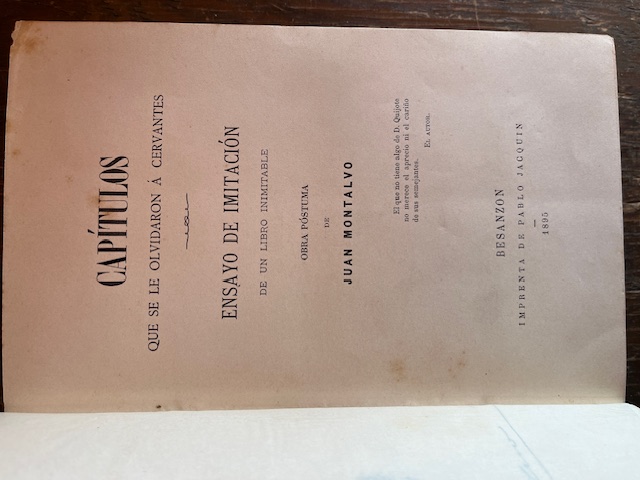 CAPÍTULOS
QUE SE LE OLVIDARON Á CERVANTES
ENSAYO DE IMITACIÓN
DE UN LIBRO INIMITABLE
OBRA PÓSTUMA
DE
JUAN MONTALVO
El que no tiene algo de D. Quijote
no merece el aprecio ni el cariño
de sus semejantes.
EL AUTOR.
BESANZON
IMPRENTA DE PABLO JACQUIN
1895